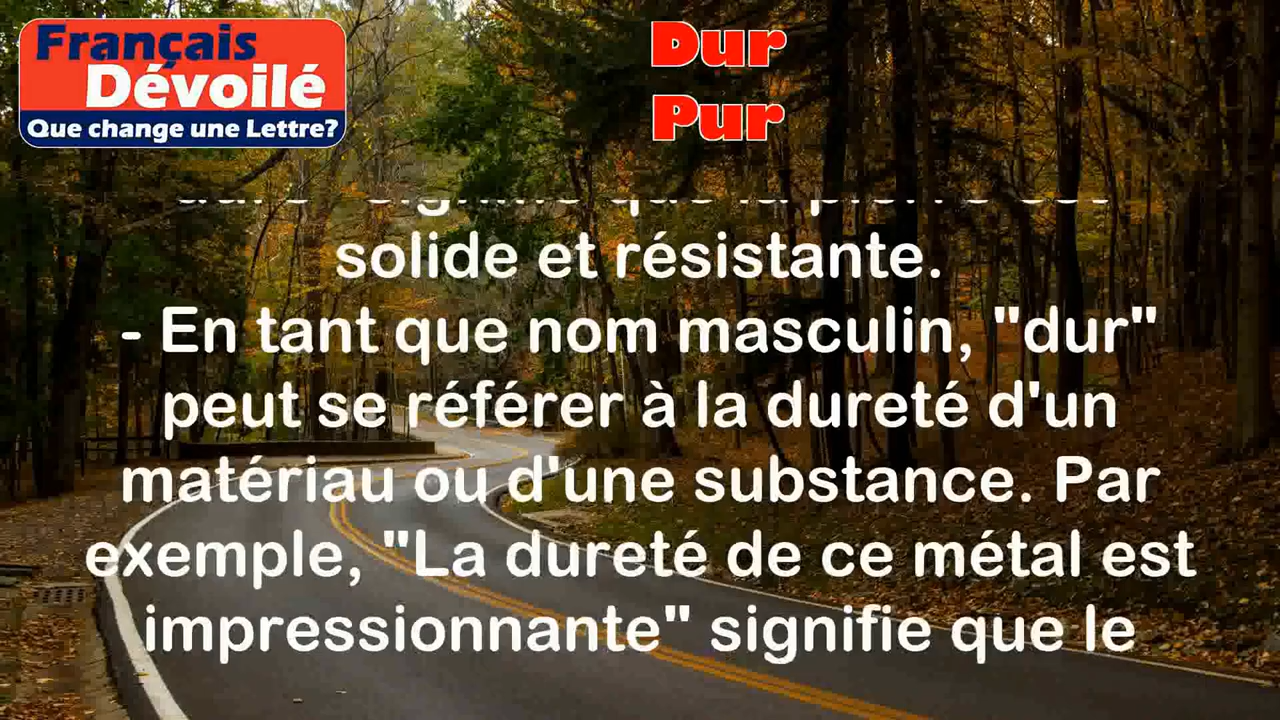 Français
Dévoilé
Que change une Lettre?
Dur
Pur
solide et résistante.
- En tant que nom masculin, "dur"
peut se référer à la dureté d'un
matériau ou d'une substance. Par
exemple, "La dureté de ce métal est
impressionnante" signifie que le